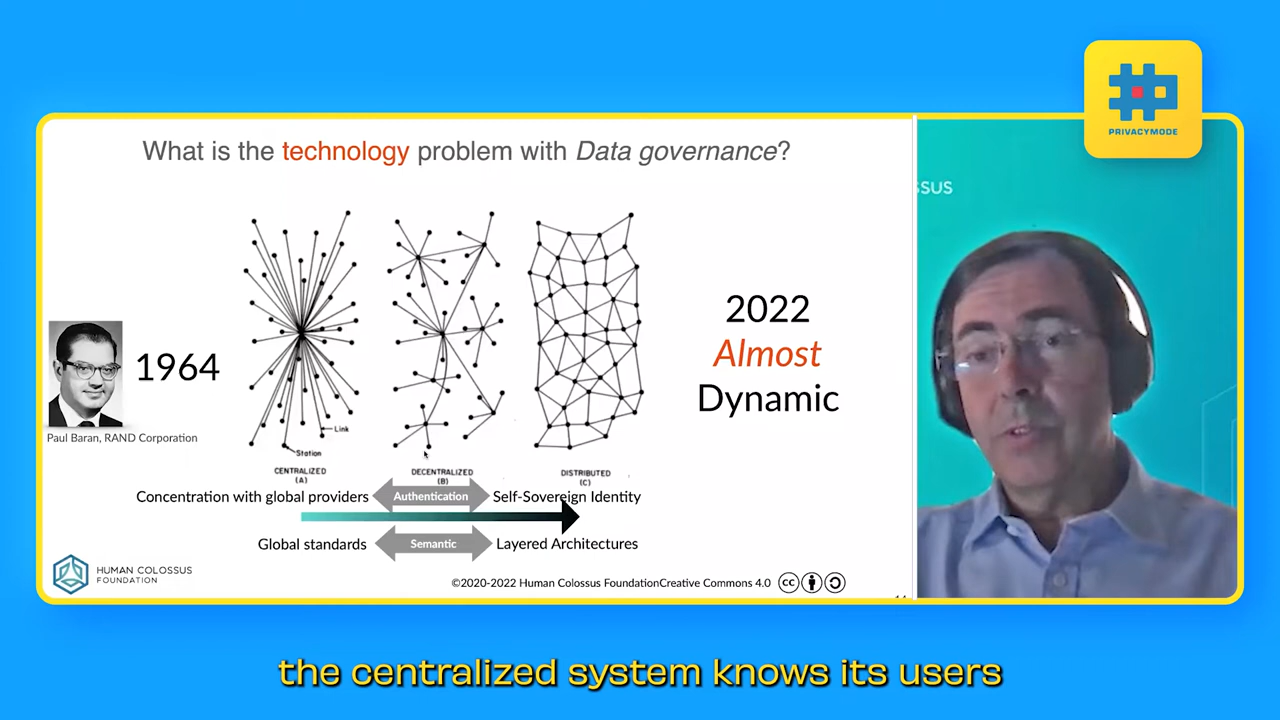 PRIVACYMODE
What is the technology problem with Data governance?
SSUS
2022
Almost
Dynamic
1964
Paul Baran, RAND Corporation
Link
Station
CENTRALIZED
(A)
DECENTRALIZED
(B)
DISTRIBUTED
(C)
Concentration with global providers
Authentication
Self-Sovereign Identity
Global standards
Semantic
Layered Architectures
HUMAN COLOSSUS
FOUNDATION
©2020-2022 Human Colossus FoundationCreative Commons 4.0
cc
the centralized system knows its users